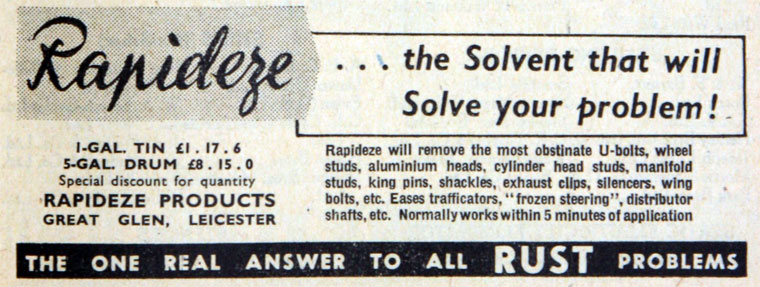 Rapideze
... the Solvent that will
Solve your problem!
1-GAL. TIN £1.17.6
5-GAL. DRUM £8.15.0
Special discount for quantity
RAPIDEZE PRODUCTS
GREAT GLEN, LEICESTER
Rapideze will remove the most obstinate U-bolts, wheel
studs, aluminium heads, cylinder head studs, manifold
studs, king pins, shackles, exhaust clips, silencers, wing
bolts, etc. Eases trafficators, "frozen steering", distributor
shafts, etc. Normally works within 5 minutes of application
THE ONE REAL ANSWER TO ALL RUST PROBLEMS